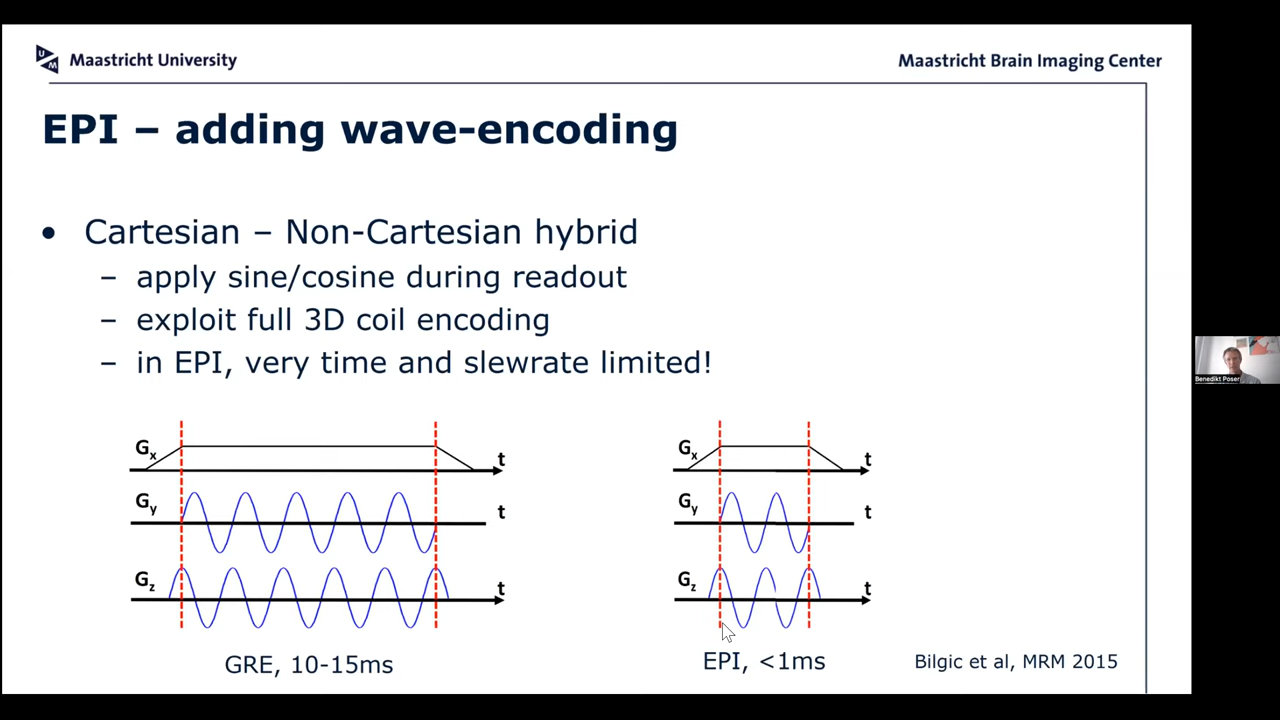 UM
Maastricht University
Maastricht Brain Imaging Center
EPI – adding wave-encoding
• Cartesian – Non-Cartesian hybrid
– apply sine/cosine during readout
– exploit full 3D coil encoding
– in EPI, very time and slewrate limited!
Gx t
Gy t
Gz t
GRE, 10-15ms
Gx t
Gy t
Gz t
EPI, <1ms
Bilgic et al, MRM 2015
Benedikt Poser